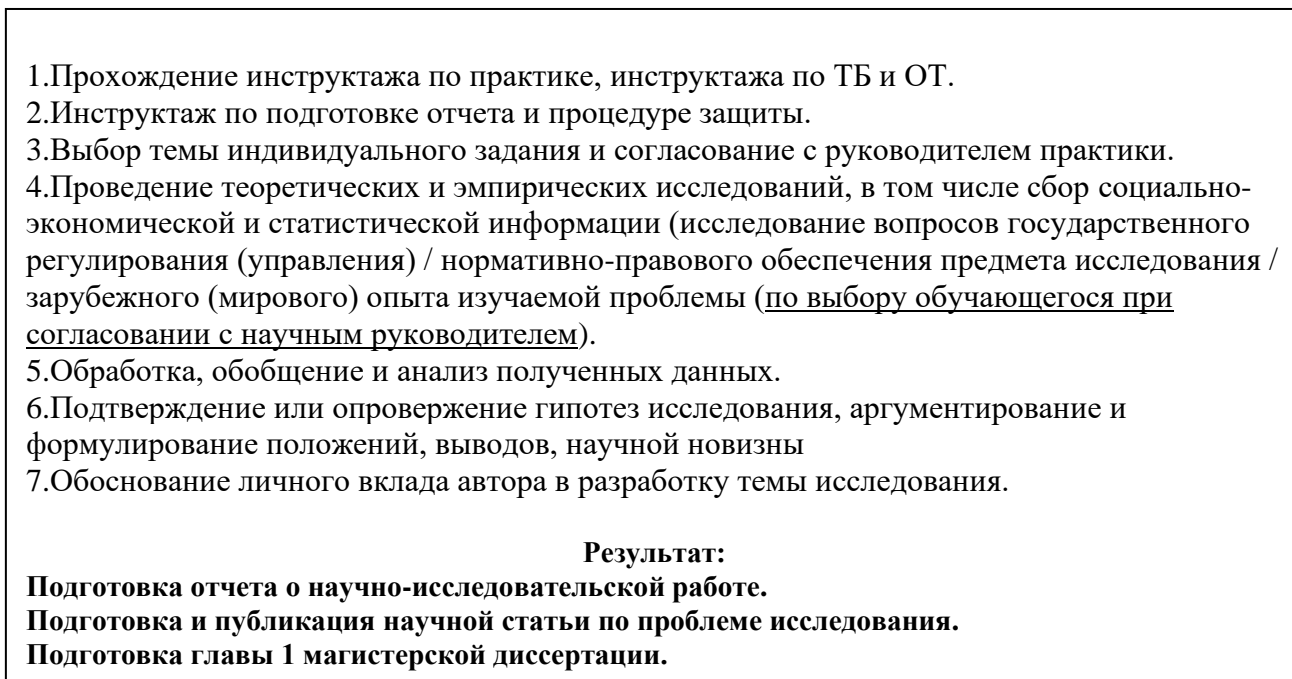 1.Прохождение инструктажа по практике, инструктажа по ТБ и ОТ.
2.Инструктаж по подготовке отчета и процедуре защиты.
3.Выбор темы индивидуального задания и согласование с руководителем практики.
4.Проведение теоретических и эмпирических исследований, в том числе сбор социально-
экономической и статистической информации (исследование вопросов государственного
регулирования (управления) / нормативно-правового обеспечения предмета исследования /
зарубежного (мирового) опыта изучаемой проблемы (по выбору обучающегося при
согласовании с научным руководителем).
5.Обработка, обобщение и анализ полученных данных.
6.Подтверждение или опровержение гипотез исследования, аргументирование и
формулирование положений, выводов, научной новизны
7.Обоснование личного вклада автора в разработку темы исследования.
Результат:
Подготовка отчета о научно-исследовательской работе.
Подготовка и публикация научной статьи по проблеме исследования.
Подготовка главы 1 магистерской диссертации.